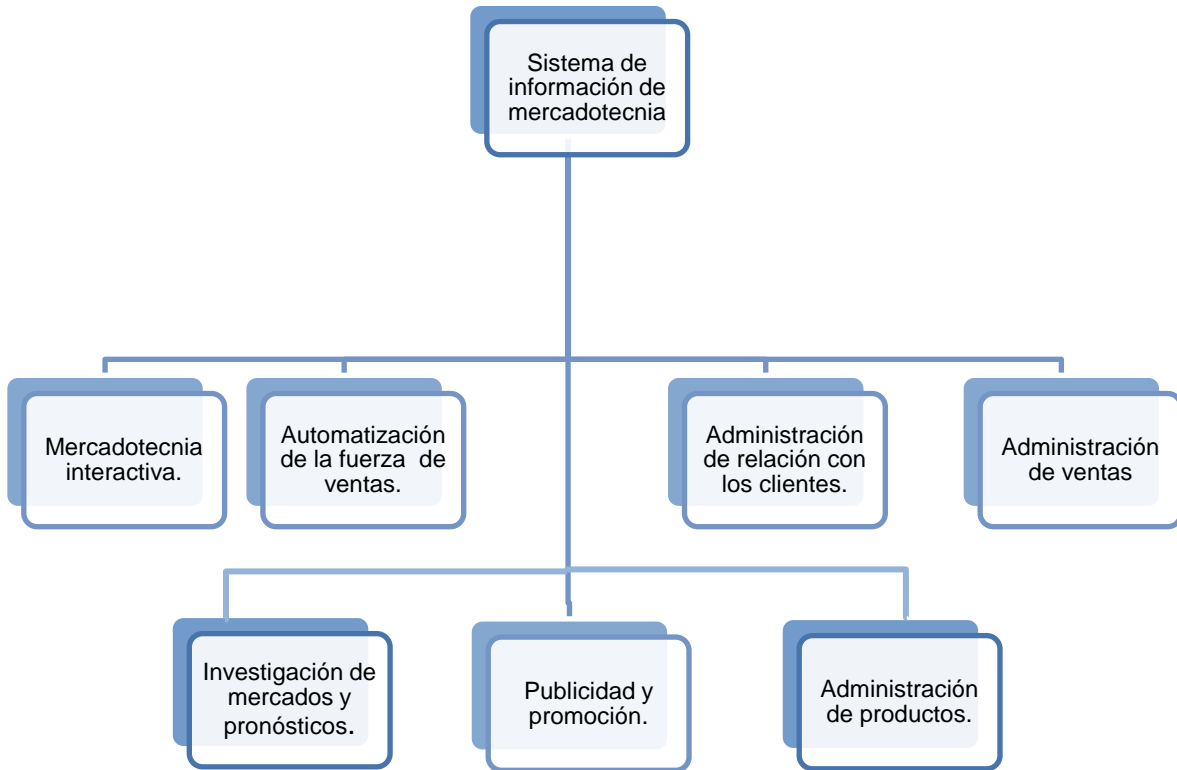 Sistema de
información de
mercadotecnia
Mercadotecnia
interactiva.
Automatización
de la fuerza de
ventas.
Administración
de relación con
los clientes.
Administración
de ventas
Investigación de
mercados y
pronósticos.
Publicidad y
promoción.
Administración
de productos.